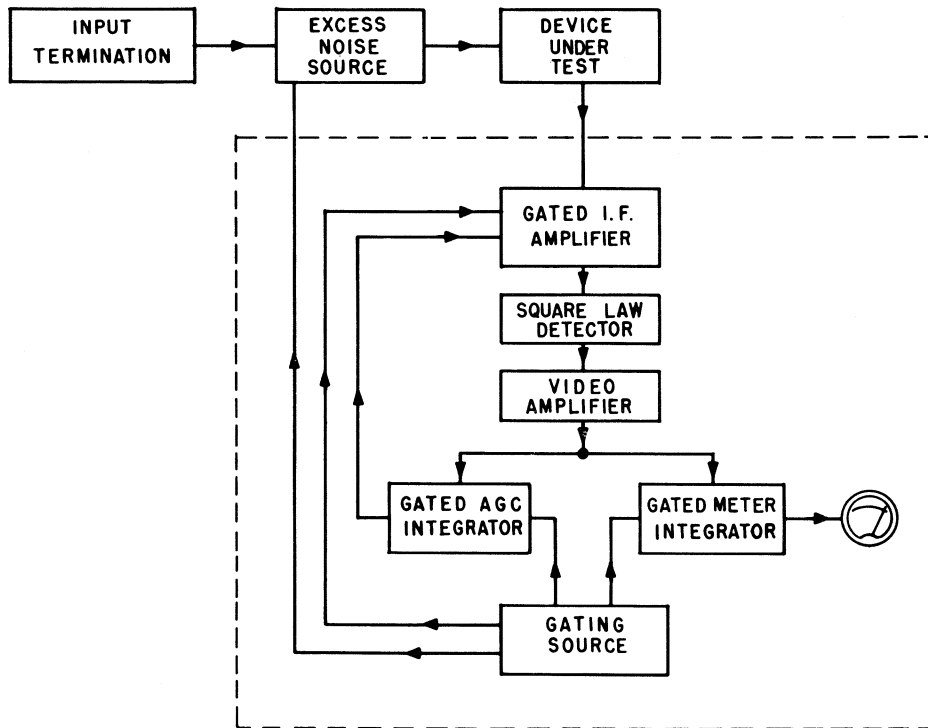 INPUT
TERMINATION
EXCESS
NOISE
SOURCE
DEVICE
UNDER
TEST
GATED I.F.
AMPLIFIER
SQUARE LAW
DETECTOR
VIDEO
AMPLIFIER
GATED AGC
INTEGRATOR
GATED METER
INTEGRATOR
GATING
SOURCE